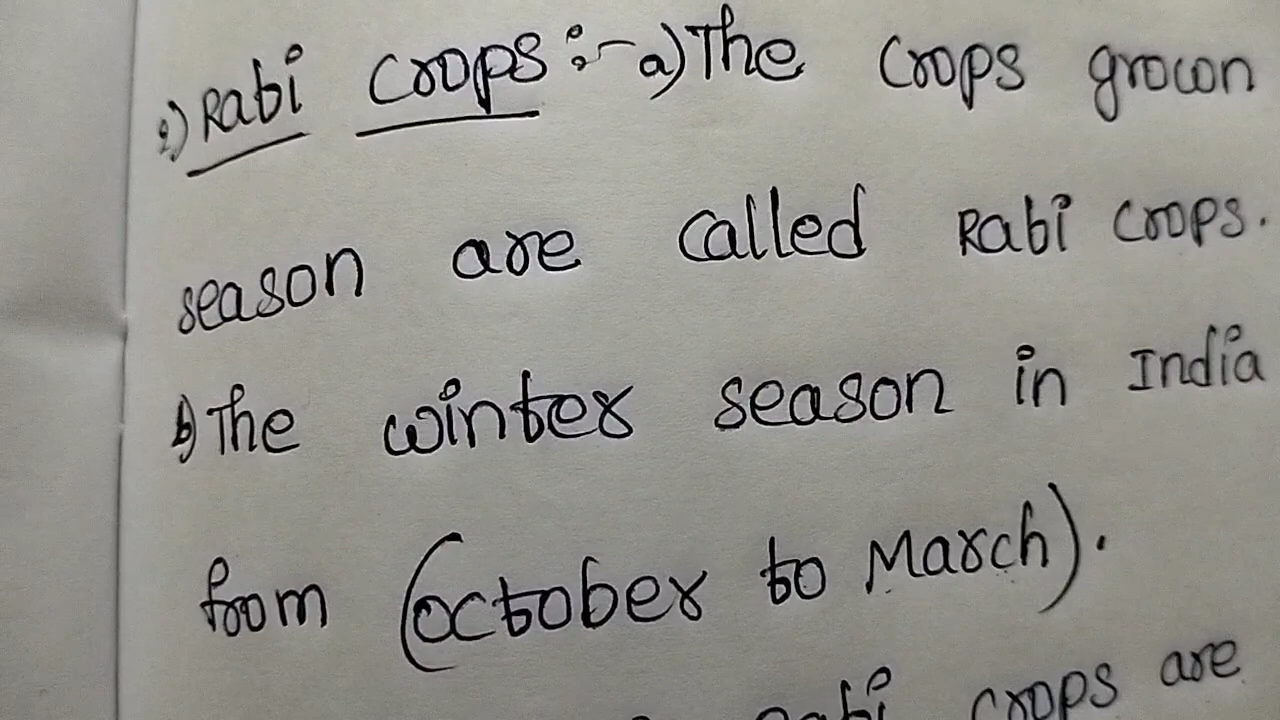 2) Rabi Crops :- a) The Crops grown
season are called Rabi Crops.
b) The winter season in India
from (October to March).
Rabi crops are